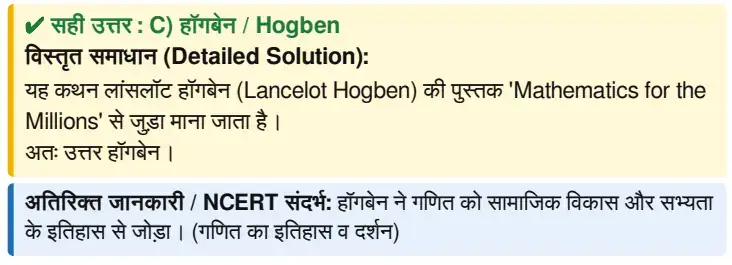 ✔ सही उत्तर : C) हॉगबेन / Hogben
विस्तृत समाधान (Detailed Solution):
यह कथन लांसलॉट हॉगबेन (Lancelot Hogben) की पुस्तक 'Mathematics for the
Millions' से जुड़ा माना जाता है।
अतः उत्तर हॉगबेन।
अतिरिक्त जानकारी / NCERT संदर्भ: हॉगबेन ने गणित को सामाजिक विकास और सभ्यता
के इतिहास से जोड़ा। (गणित का इतिहास व दर्शन)